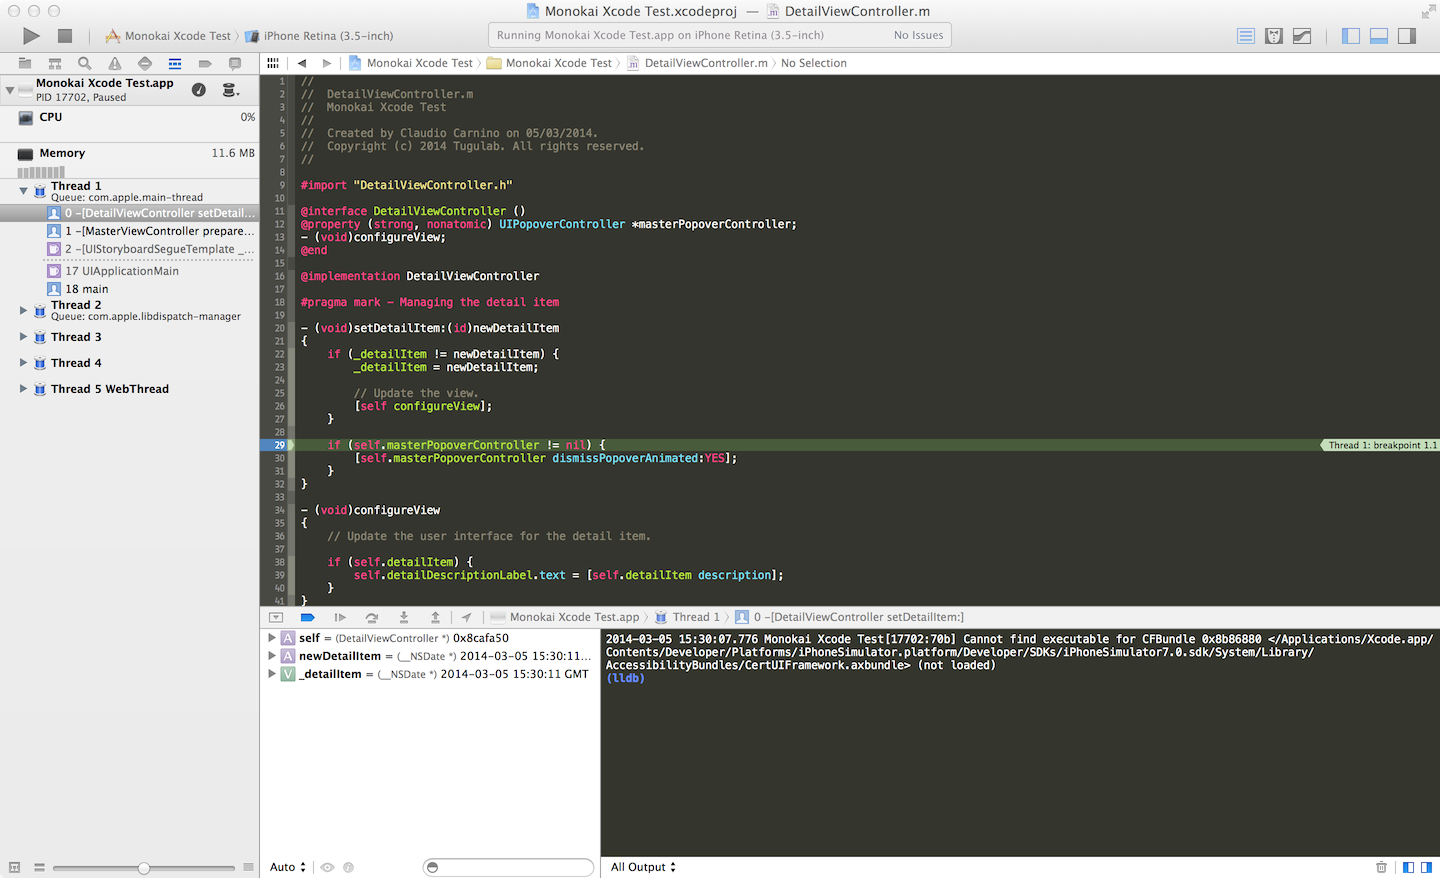 Monokai Xcode Test.xcodeproj — DetailViewController.m
Monokai Xcode Test iPhone Retina (3.5-inch)
Running Monokai Xcode Test.app on iPhone Retina (3.5-inch) No Issues
Monokai Xcode Test Monokai Xcode Test DetailViewController.m No Selection
Monokai Xcode Test.app
PID 17702, Paused
CPU 0%
Memory 11.6 MB
Thread 1
Queue: com.apple.main-thread
0 -[DetailViewController setDetail...
1 -[MasterViewController prepare...
2 -[UIStoryboardSegueTemplate _...
17 UIApplicationMain
18 main
Thread 2
Queue: com.apple.libdispatch-manager
Thread 3
Thread 4
Thread 5 WebThread
1 //
2 //  DetailViewController.m
3 //  Monokai Xcode Test
4 //
5 //  Created by Claudio Carnino on 05/03/2014.
6 //  Copyright (c) 2014 Tugulab. All rights reserved.
7 //
8
9 #import "DetailViewController.h"
10
11 @interface DetailViewController ()
12 @property (strong, nonatomic) UIPopoverController *masterPopoverController;
13 - (void)configureView;
14 @end
15
16 @implementation DetailViewController
17
18 #pragma mark - Managing the detail item
19
20 - (void)setDetailItem:(id)newDetailItem
21 {
22     if (_detailItem != newDetailItem) {
23         _detailItem = newDetailItem;
24
25         // Update the view.
26         [self configureView];
27     }
28
29     if (self.masterPopoverController != nil) { Thread 1: breakpoint 1.1
30         [self.masterPopoverController dismissPopoverAnimated:YES];
31     }
32 }
33
34 - (void)configureView
35 {
36     // Update the user interface for the detail item.
37
38     if (self.detailItem) {
39         self.detailDescriptionLabel.text = [self.detailItem description];
40     }
41 }
Monokai Xcode Test.app Thread 1 0 -[DetailViewController setDetailItem:]
A self = (DetailViewController *) 0x8cafa50
A newDetailItem = (__NSDate *) 2014-03-05 15:30:11...
V _detailItem = (__NSDate *) 2014-03-05 15:30:11 GMT
2014-03-05 15:30:07.776 Monokai Xcode Test[17702:70b] Cannot find executable for CFBundle 0x8b86880 </Applications/Xcode.app/
Contents/Developer/Platforms/iPhoneSimulator.platform/Developer/SDKs/iPhoneSimulator7.0.sdk/System/Library/
AccessibilityBundles/CertUIFramework.axbundle> (not loaded)
(lldb)
Auto
All Output